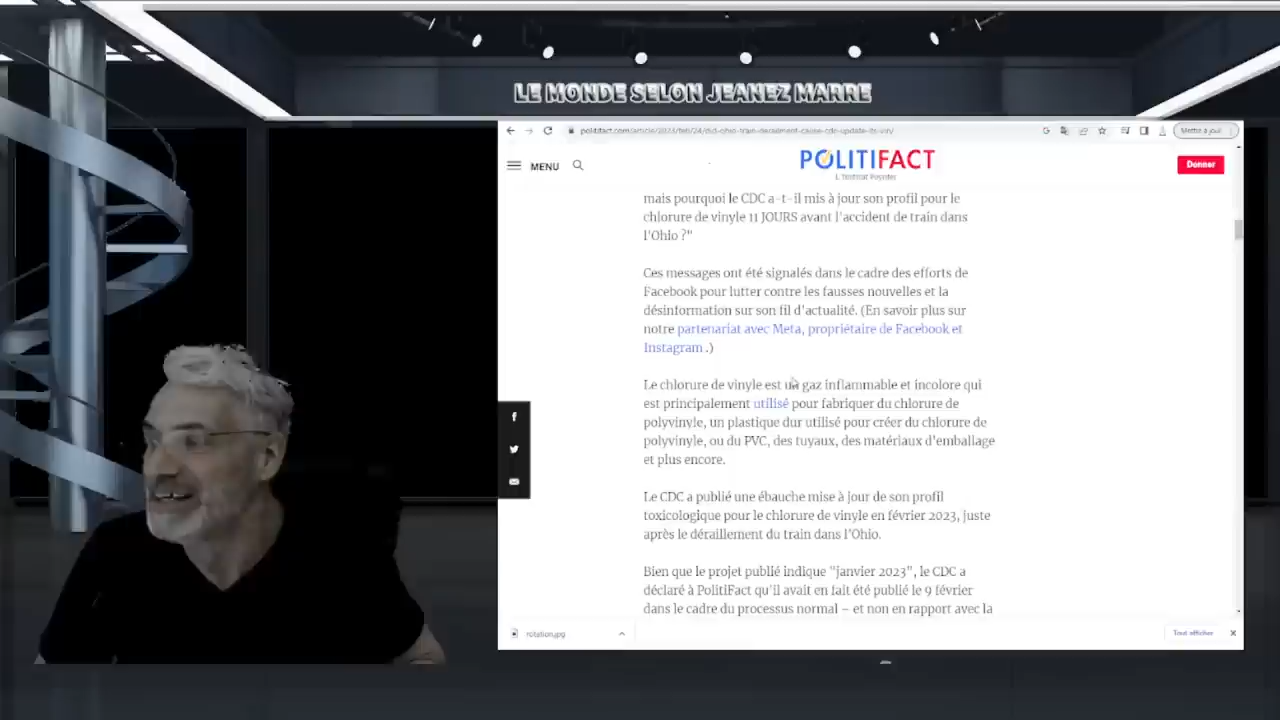 LE MONDE SELON JEANEZ MARRE
Mettre à jour
MENU
POLITIFACT
Donner
mais pourquoi le CDC a-t-il mis à jour son profil pour le
chlorure de vinyle 11 JOURS avant l'accident de train dans
l'Ohio ?"
Ces messages ont été signalés dans le cadre des efforts de
Facebook pour lutter contre les fausses nouvelles et la
désinformation sur son fil d'actualité. (En savoir plus sur
notre partenariat avec Meta, propriétaire de Facebook et
Instagram .)
Le chlorure de vinyle est un gaz inflammable et incolore qui
est principalement utilisé pour fabriquer du chlorure de
polyvinyle, un plastique dur utilisé pour créer du chlorure de
polyvinyle, ou du PVC, des tuyaux, des matériaux d'emballage
et plus encore.
Le CDC a publié une ébauche mise à jour de son profil
toxicologique pour le chlorure de vinyle en février 2023, juste
après le déraillement du train dans l'Ohio.
Bien que le projet publié indique "janvier 2023", le CDC a
déclaré à PolitiFact qu'il avait en fait été publié le 9 février
dans le cadre du processus normal – et non en rapport avec la
rotation.jpg
Tout afficher